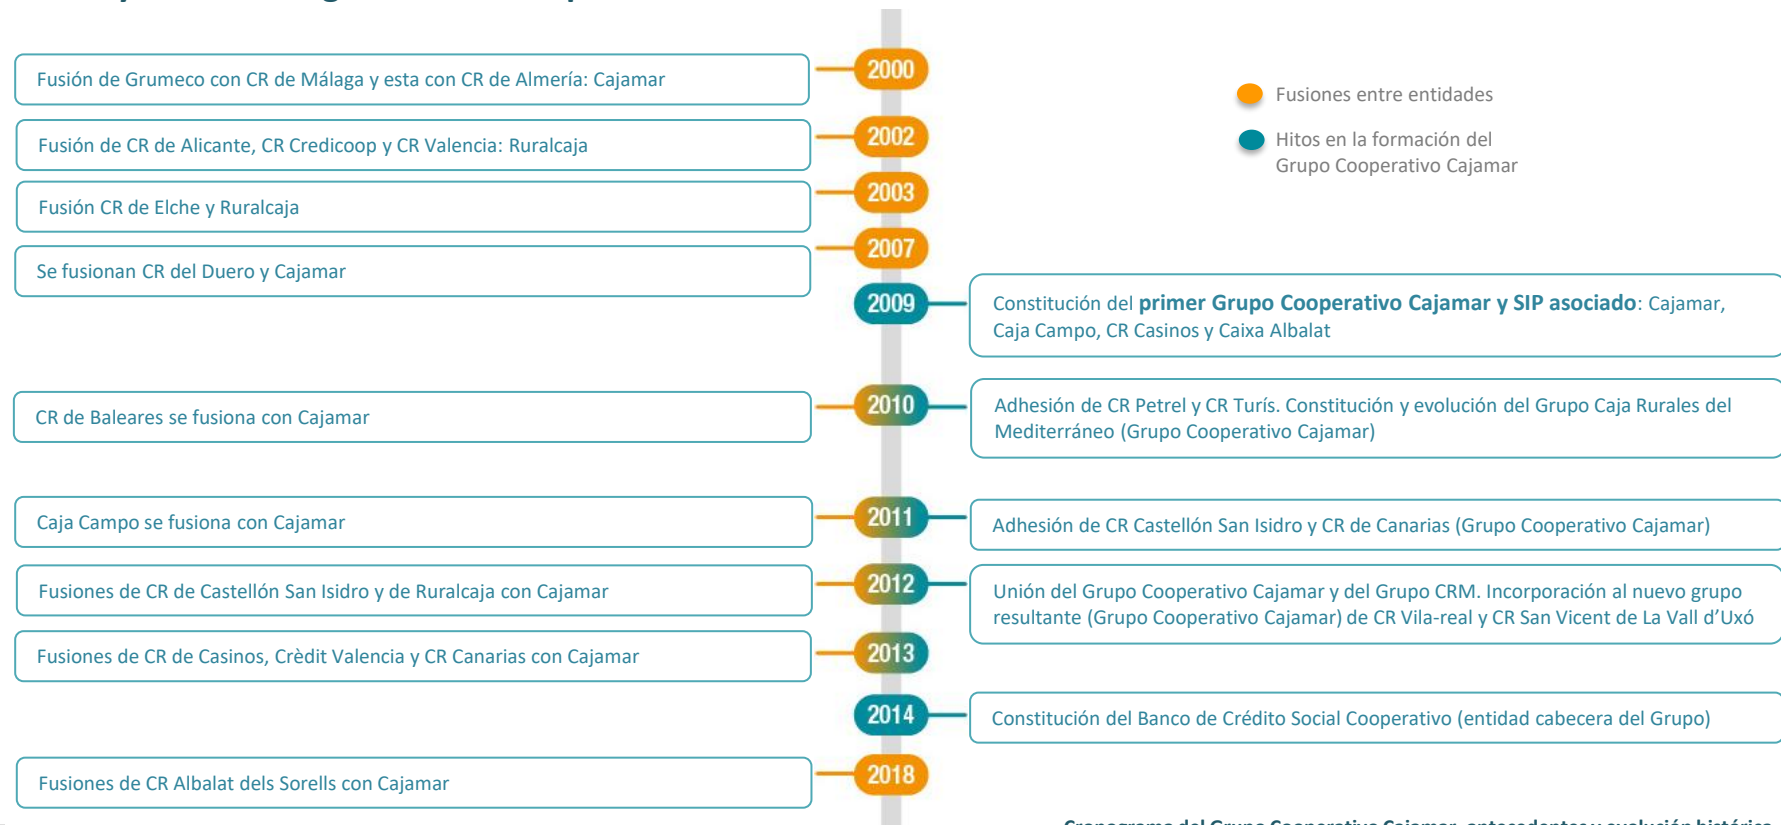 Fusión de Grumeco con CR de Málaga y esta con CR de Almería: Cajamar
2000
Fusiones entre entidades
Hitos en la formación del
Grupo Cooperativo Cajamar
Fusión de CR de Alicante, CR Credicoop y CR Valencia: Ruralcaja
2002
Fusión CR de Elche y Ruralcaja
2003
Se fusionan CR del Duero y Cajamar
2007
2009
Constitución del primer Grupo Cooperativo Cajamar y SIP asociado: Cajamar,
Caja Campo, CR Casinos y Caixa Albalat
CR de Baleares se fusiona con Cajamar
2010
Adhesión de CR Petrel y CR Turís. Constitución y evolución del Grupo Caja Rurales del
Mediterráneo (Grupo Cooperativo Cajamar)
Caja Campo se fusiona con Cajamar
2011
Adhesión de CR Castellón San Isidro y CR de Canarias (Grupo Cooperativo Cajamar)
Fusiones de CR de Castellón San Isidro y de Ruralcaja con Cajamar
2012
Unión del Grupo Cooperativo Cajamar y del Grupo CRM. Incorporación al nuevo grupo
resultante (Grupo Cooperativo Cajamar) de CR Vila-real y CR San Vicent de La Vall d’Uxó
Fusiones de CR de Casinos, Crèdit Valencia y CR Canarias con Cajamar
2013
2014
Constitución del Banco de Crédito Social Cooperativo (entidad cabecera del Grupo)
Fusiones de CR Albalat dels Sorells con Cajamar
2018
Cronograma del Grupo Cooperativo Cajamar, antecedentes y evolución histórica